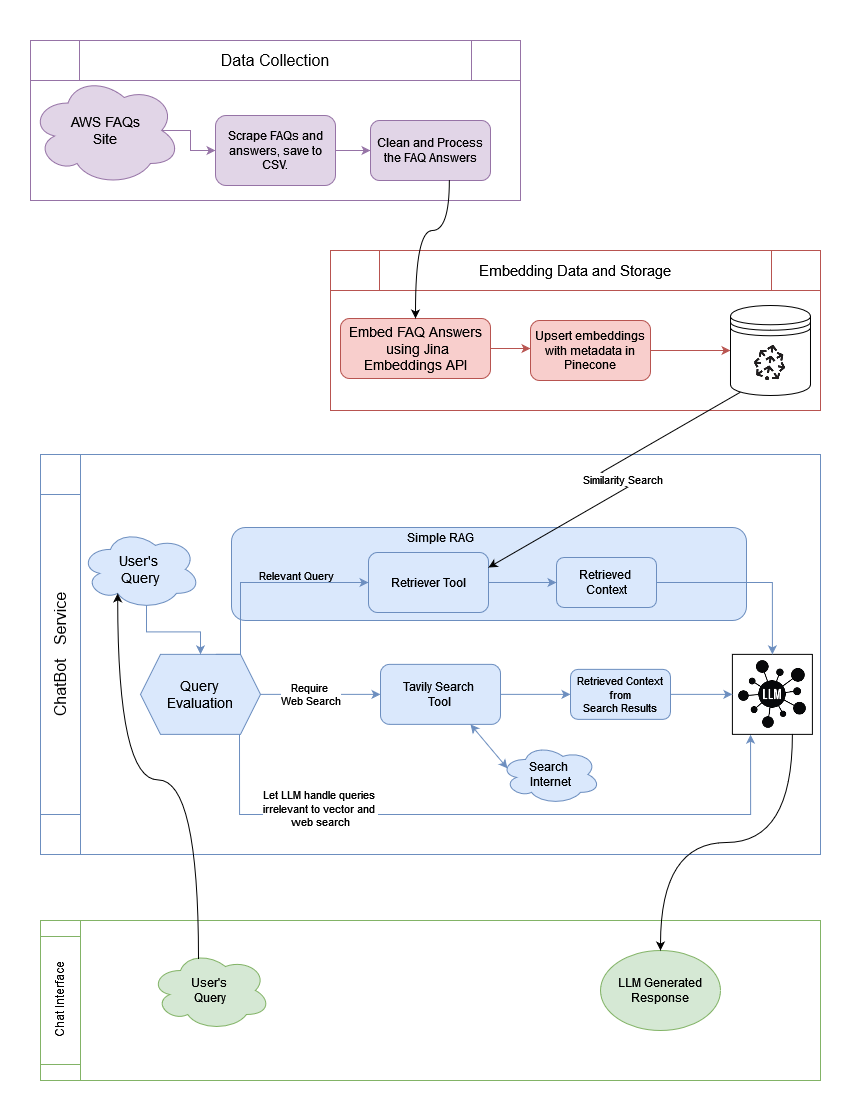 Data Collection
AWS FAQs
Site
Scrape FAQs and
answers, save to
CSV.
Clean and Process
the FAQ Answers
Embedding Data and Storage
Embed FAQ Answers
using Jina
Embeddings API
Upsert embeddings
with metadata in
Pinecone
Similarity Search
ChatBot Service
Simple RAG
User's
Query
Relevant Query
Retriever Tool
Retrieved
Context
Query
Evaluation
Require
Web Search
Tavily Search
Tool
Retrieved Context
from
Search Results
LLM
Search
Internet
Let LLM handle queries
irrelevant to vector and
web search
Chat Interface
User's
Query
LLM Generated
Response